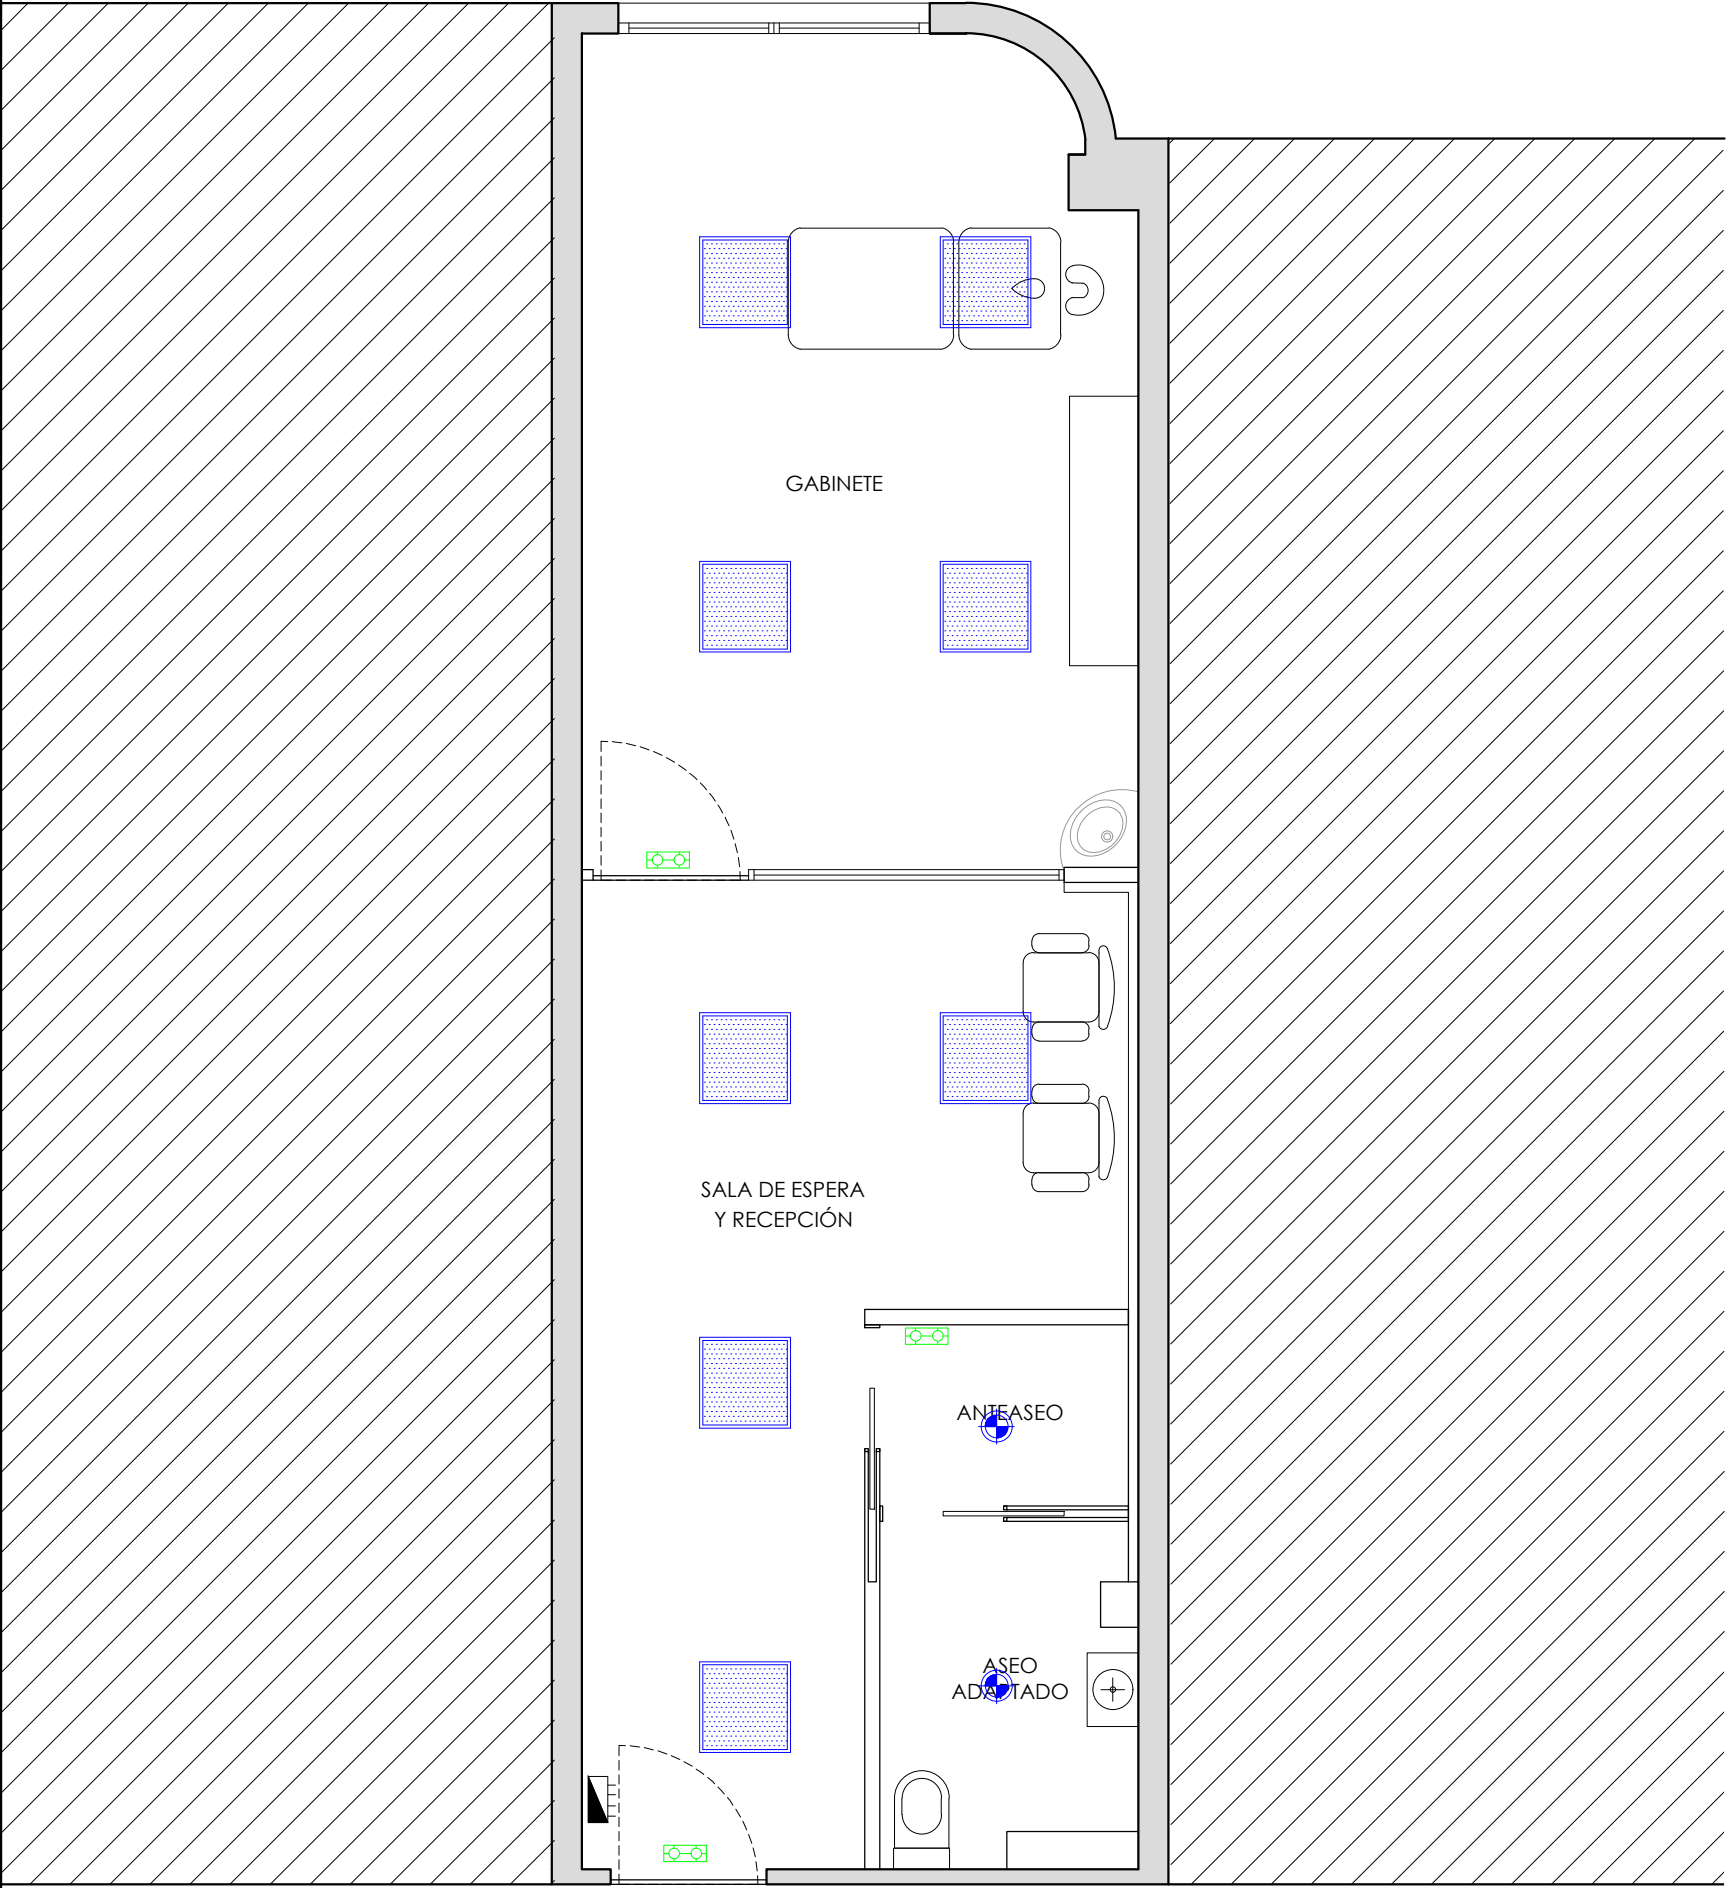 GABINETE
SALA DE ESPERA
Y RECEPCIÓN
ANTEASEO
ASEO
ADAPTADO